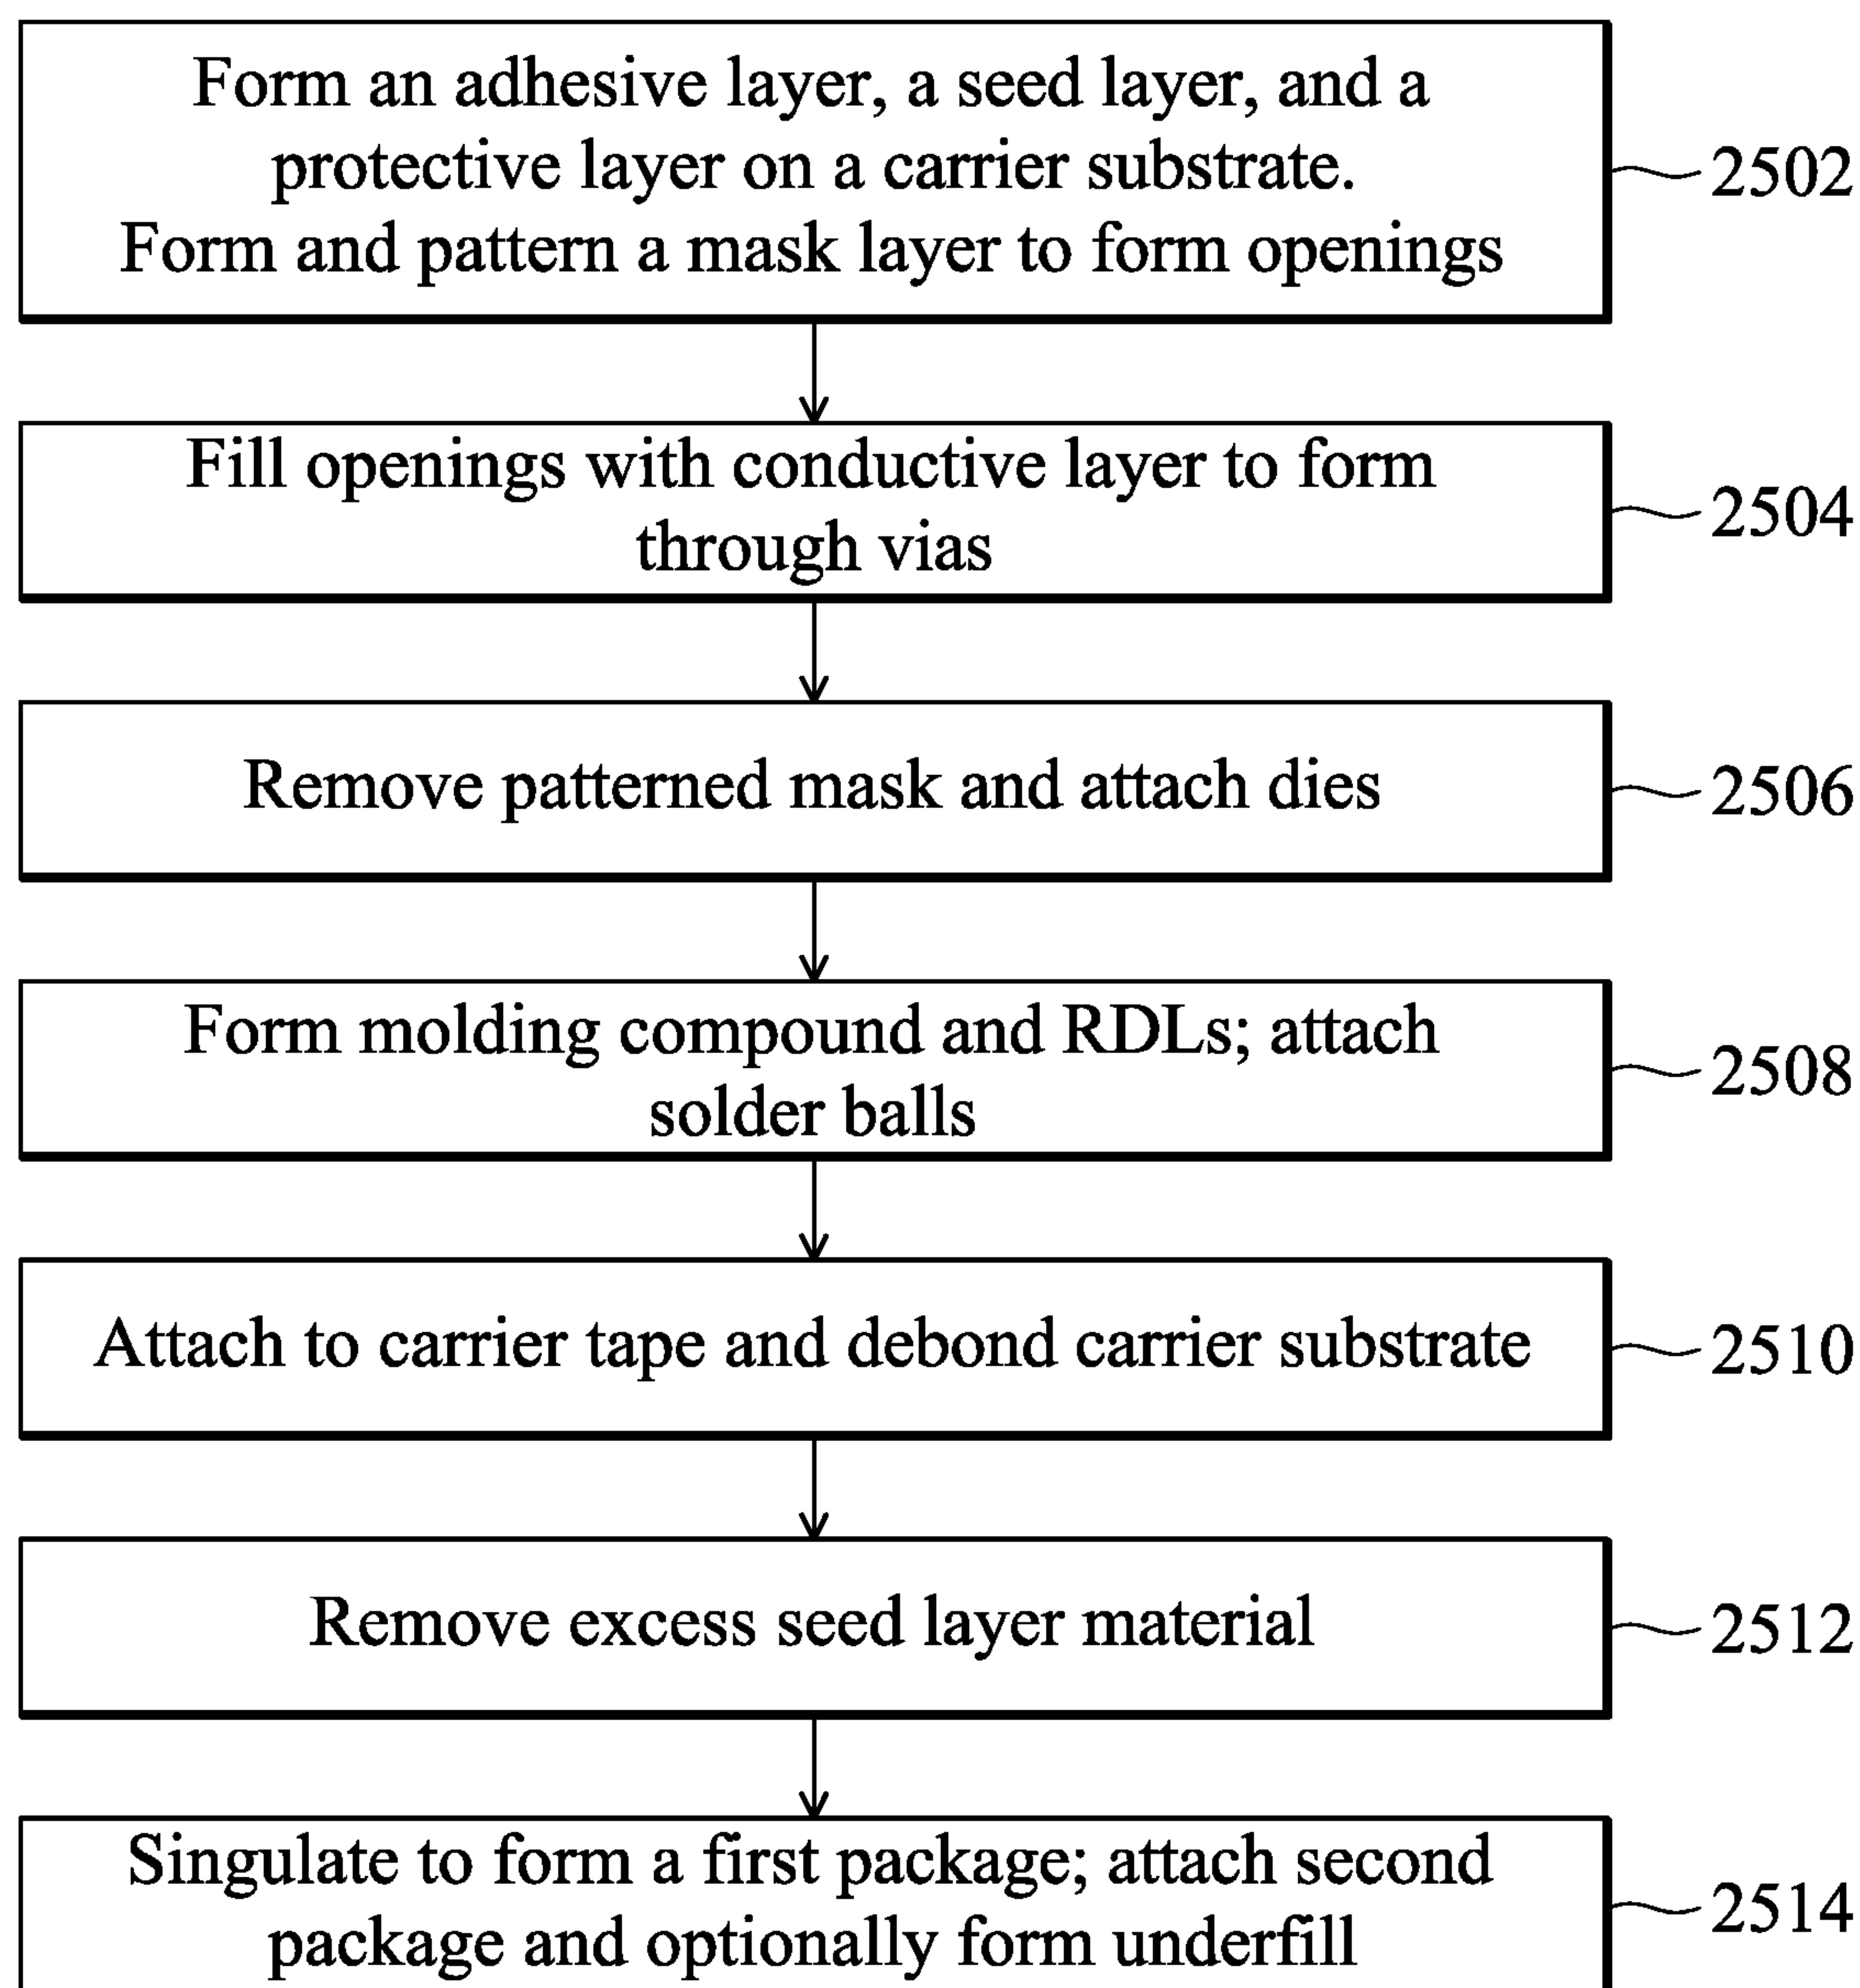 Form an adhesive layer, a seed layer, and a
protective layer on a carrier substrate.
Form and pattern a mask layer to form openings
2502
Fill openings with conductive layer to form
through vias
2504
Remove patterned mask and attach dies
2506
Form molding compound and RDLs; attach
solder balls
2508
Attach to carrier tape and debond carrier substrate
2510
Remove excess seed layer material
2512
Singulate to form a first package; attach second
package and optionally form underfill
2514